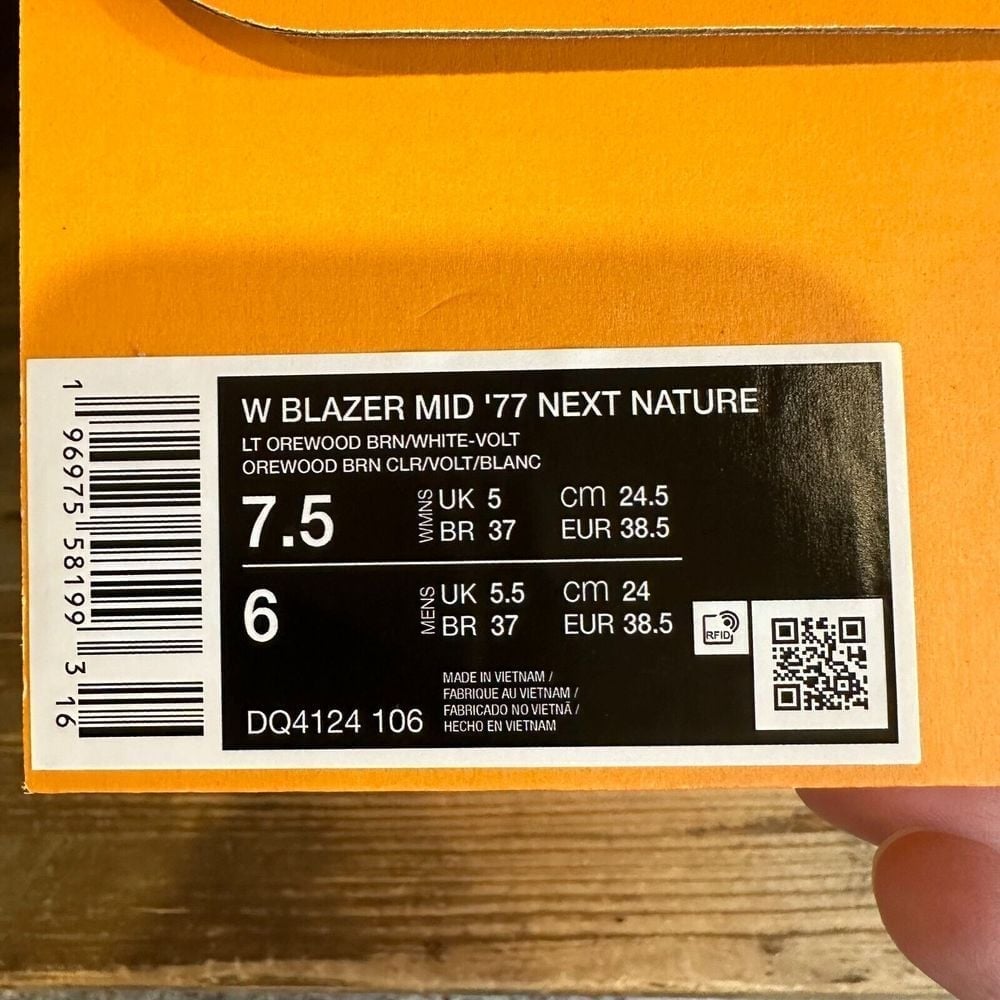 1 96975 58199 3 16
W BLAZER MID '77 NEXT NATURE
LT OREWOOD BRN/WHITE-VOLT
OREWOOD BRN CLR/VOLT/BLANC
7.5 WMNS UK 5 CM 24.5
BR 37 EUR 38.5
6 MENS UK 5.5 CM 24
BR 37 EUR 38.5
RFID
MADE IN VIETNAM /
FABRIQUE AU VIETNAM /
FABRICADO NO VIETNÃ /
HECHO EN VIETNAM
DQ4124 106